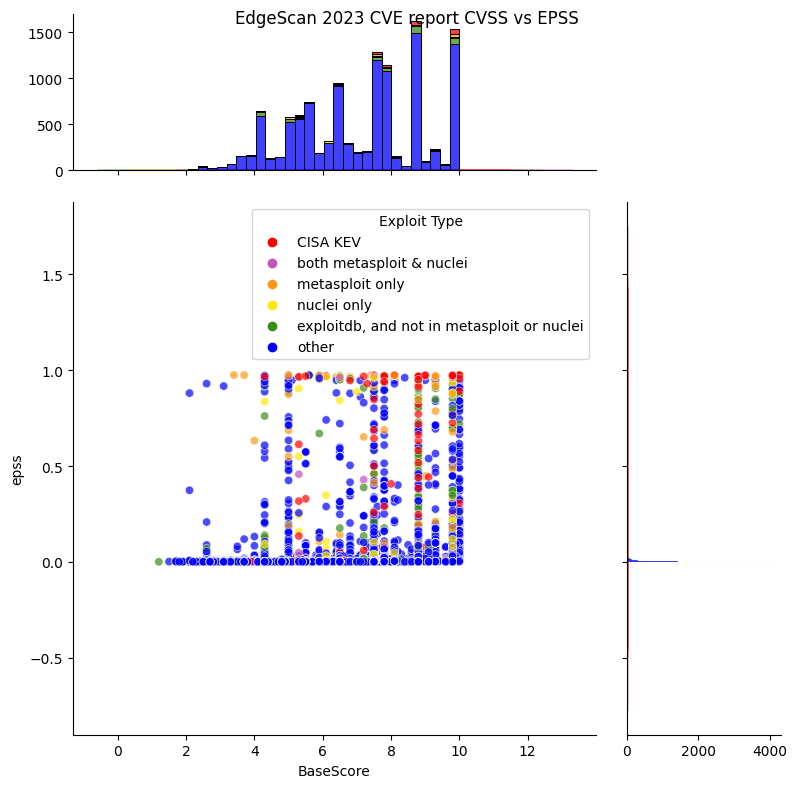 EdgeScan 2023 CVE report CVSS vs EPSS
1500
1000
500
0
Exploit Type
CISA KEV
both metasploit & nuclei
metasploit only
nuclei only
exploitdb, and not in metasploit or nuclei
other
1.5
1.0
0.5
0.0
−0.5
epss
0 2 4 6 8 10 12
BaseScore
0 2000 4000